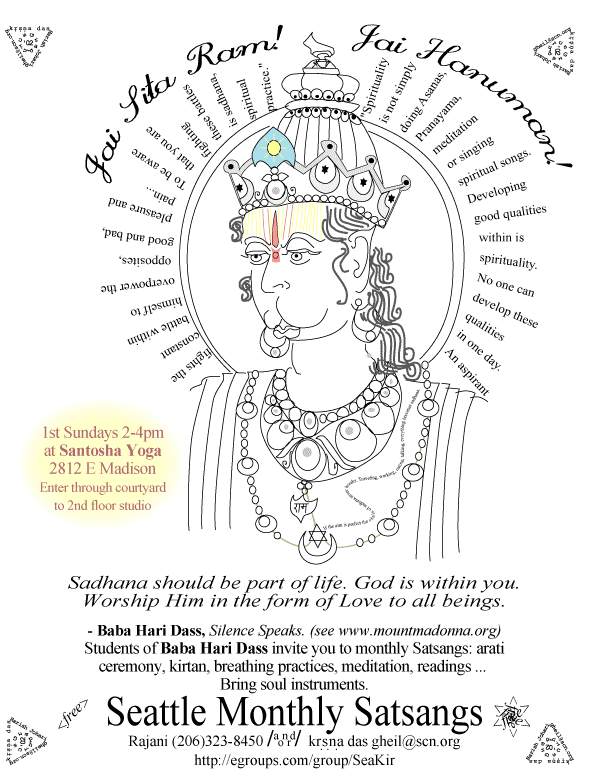 Jai Sita Ram! Jai Hanuman!
"Spirituality
is not simply
doing Asanas,
Pranayama,
meditation
or singing
spiritual songs.
Developing
good qualities
within is
spirituality.
No one can
develop these
qualities
in one day.
An aspirant
fights the
constant
battle within
himself to
overpower the
opposites,
good and bad,
pleasure and
pain...
To be aware
that you are
fighting
these battles
is sadhana,
spiritual
practice."
राम
1st Sundays 2-4pm
at Santosha Yoga
2812 E Madison
Enter through courtyard
to 2nd floor studio
Sadhana should be part of life. God is within you.
Worship Him in the form of Love to all beings.
- Baba Hari Dass, Silence Speaks. (see www.mountmadonna.org)
Students of Baba Hari Dass invite you to monthly Satsangs: arati
ceremony, kirtan, breathing practices, meditation, readings ...
Bring soul instruments.
<free>
Seattle Monthly Satsangs
Rajani (206)323-8450 /and/or/ kṛṣṇa das gheil@scn.org
http://egroups.com/group/SeaKir